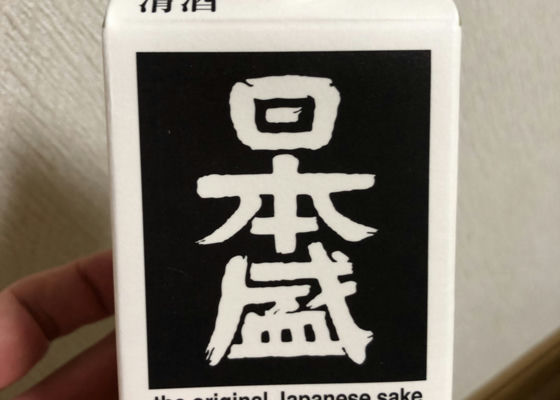 清酒
日本盛
the original Japanese sake